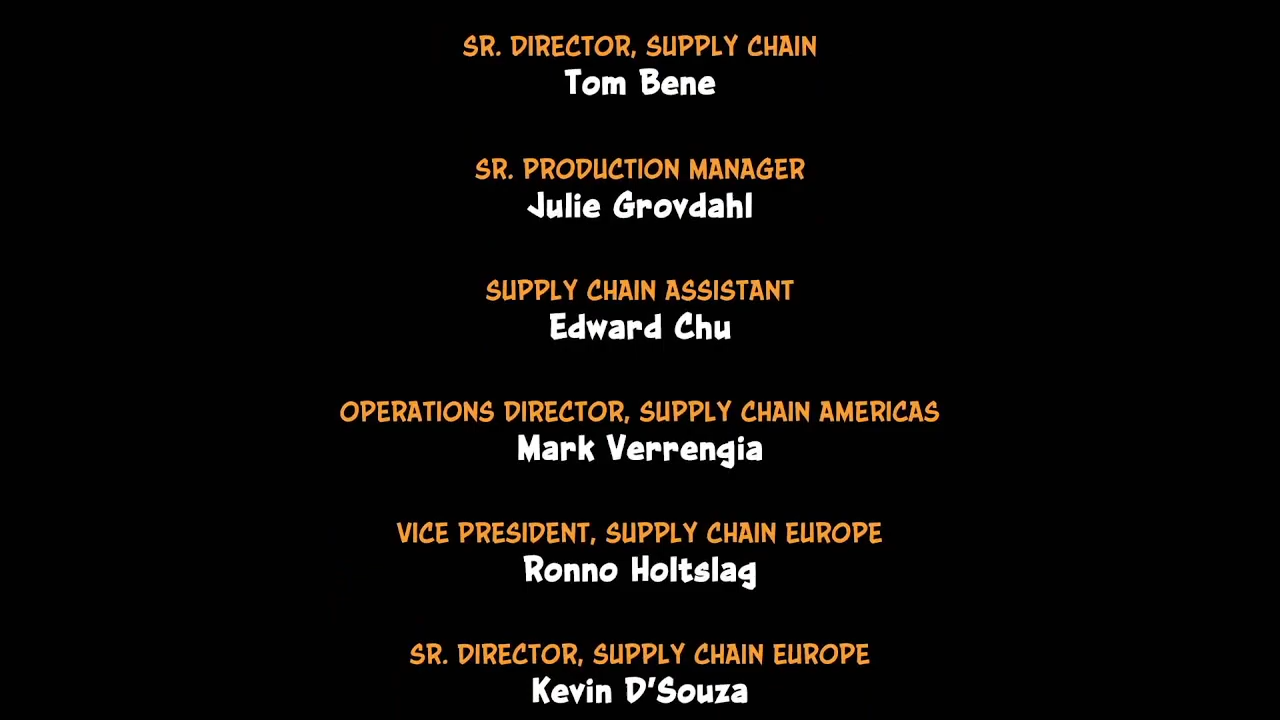 SR. DIRECTOR, SUPPLY CHAIN
Tom Bene
SR. PRODUCTION MANAGER
Julie Grovdahl
SUPPLY CHAIN ASSISTANT
Edward Chu
OPERATIONS DIRECTOR, SUPPLY CHAIN AMERICAS
Mark Verrengia
VICE PRESIDENT, SUPPLY CHAIN EUROPE
Ronno Holtslag
SR. DIRECTOR, SUPPLY CHAIN EUROPE
Kevin D'Souza